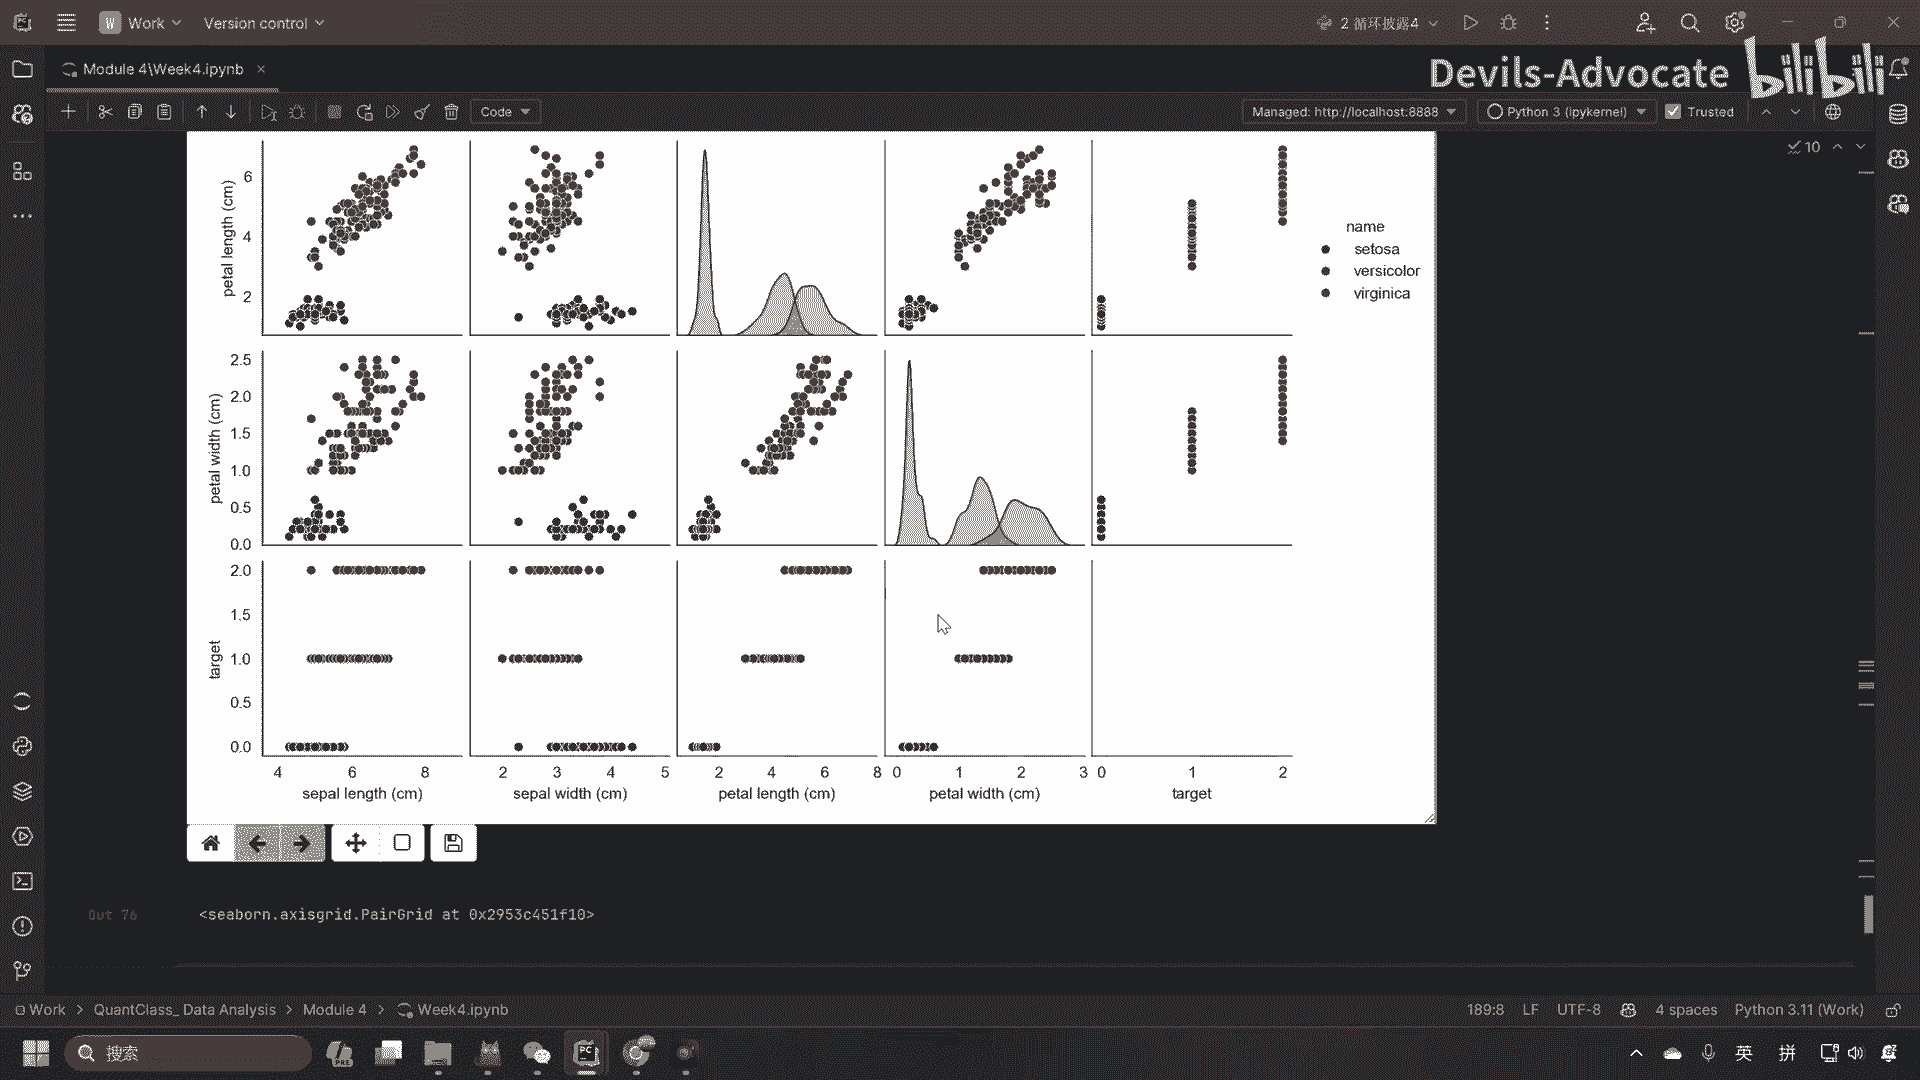 W Work Version control 2 循环披露4
Module 4\Week4.ipynb
Devils-Advocate bilibili
Code Managed: http://localhost:8888 Python 3 (ipykernel) Trusted
10
petal length (cm)
6
4
2
name
setosa
versicolor
virginica
petal width (cm)
2.5
2.0
1.5
1.0
0.5
0.0
target
2.0
1.5
1.0
0.5
0.0
4 6 8 2 3 4 5 2 4 6 8 0 1 2 3 0 1 2
sepal length (cm) sepal width (cm) petal length (cm) petal width (cm) target
Out 76 <seaborn.axisgrid.PairGrid at 0x2953c451f10>
Work > QuantClass_ Data Analysis > Module 4 > Week4.ipynb 189:8 LF UTF-8 4 spaces Python 3.11 (Work)
搜索 PRE PC 英 拼